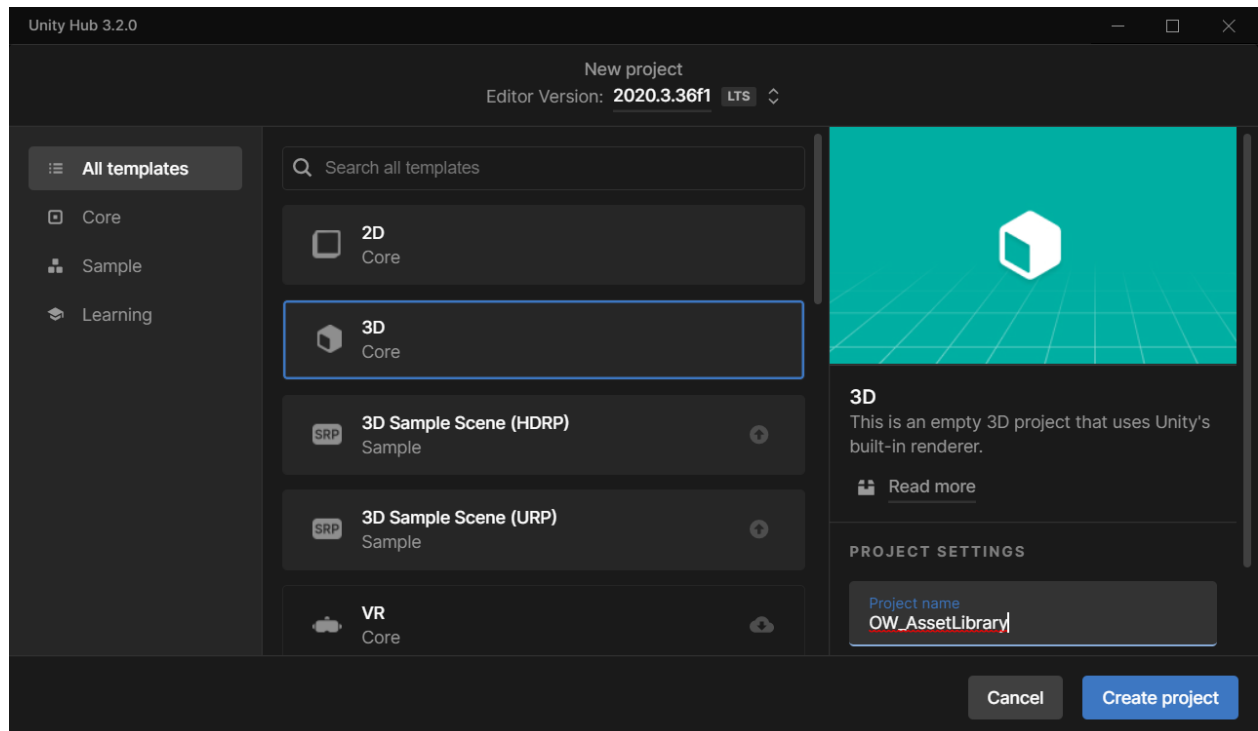 Unity Hub 3.2.0
New project
Editor Version: 2020.3.36f1 LTS
All templates
Core
Sample
Learning
Search all templates
2D
Core
3D
Core
SRP
3D Sample Scene (HDRP)
Sample
SRP
3D Sample Scene (URP)
Sample
VR
Core
3D
This is an empty 3D project that uses Unity's
built-in renderer.
Read more
PROJECT SETTINGS
Project name
OW_AssetLibrary
Cancel
Create project